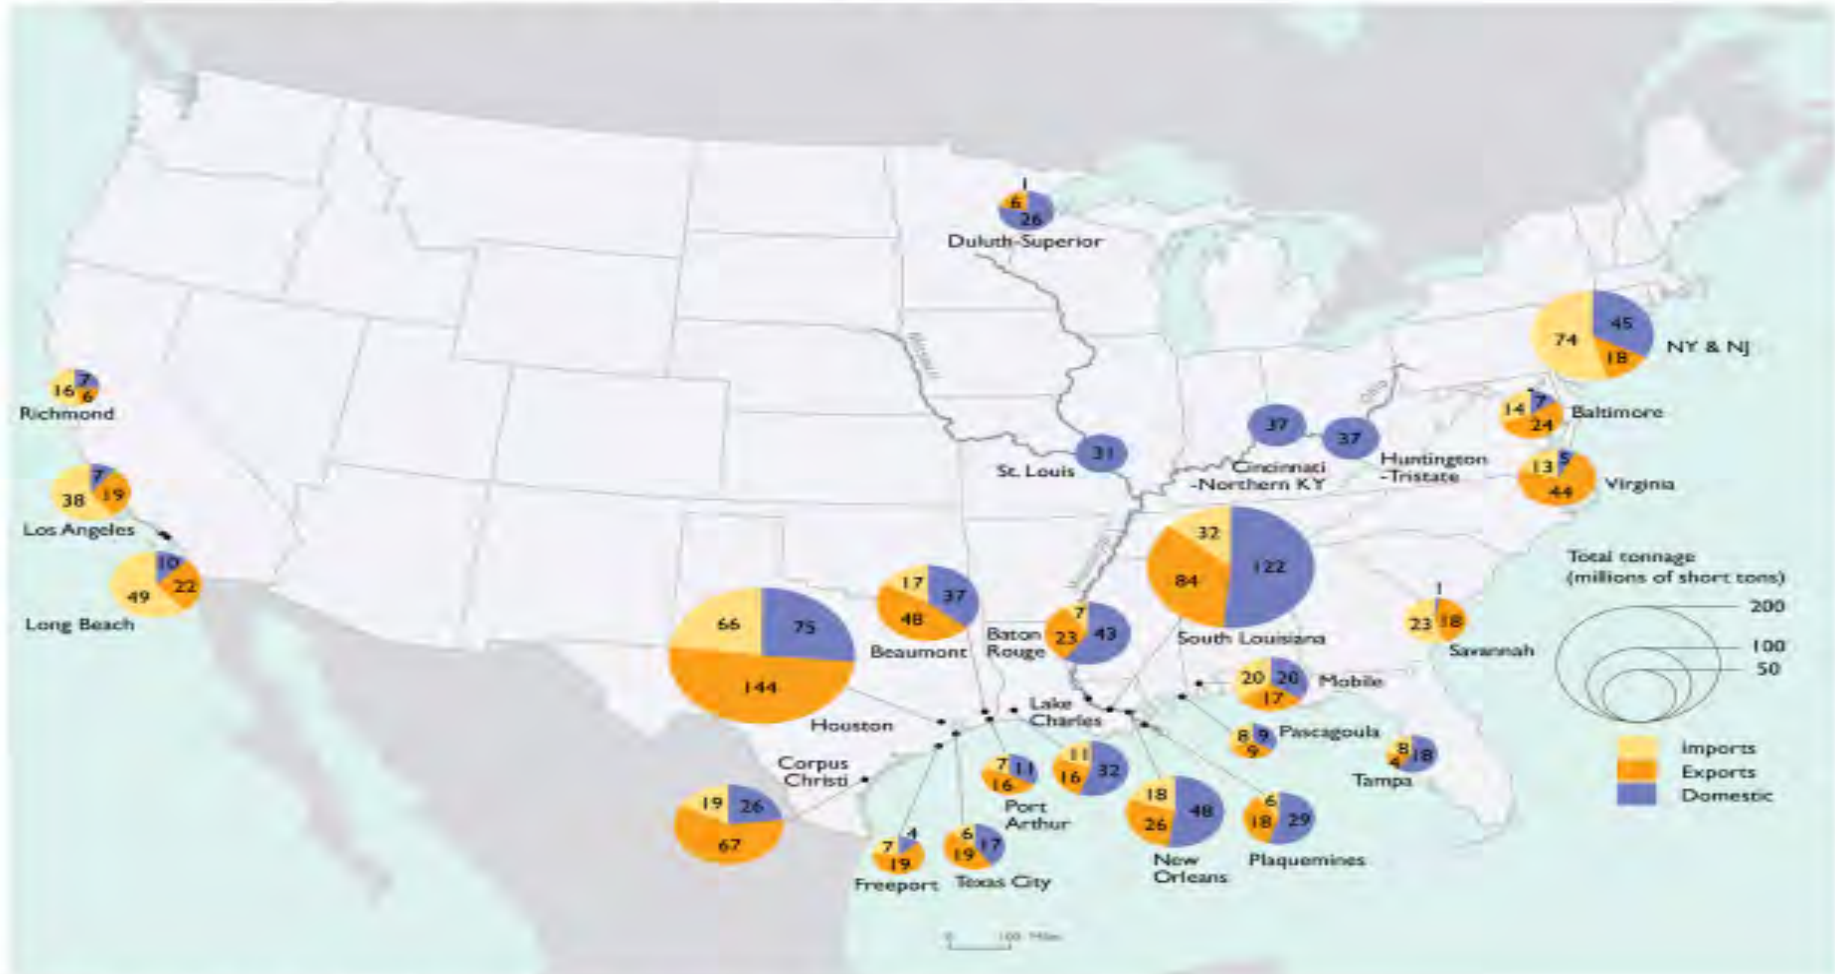 1
6
26
Duluth-Superior
74
45
18
NY & NJ
16
7
6
Richmond
14
7
24
Baltimore
37
Cincinnati
-Northern KY
37
Huntington
-Tristate
31
St. Louis
Missouri
Ohio
13
5
44
Virginia
38
7
19
Los Angeles
49
10
22
Long Beach
32
122
84
South Louisiana
Total tonnage
(millions of short tons)
200
100
50
17
37
48
Beaumont
66
75
144
Houston
7
23
43
Baton
Rouge
1
23
18
Savannah
20
20
17
Mobile
Lake
Charles
8
9
9
Pascagoula
8
18
4
Tampa
Imports
Exports
Domestic
Corpus
Christi
19
26
67
7
11
16
Port
Arthur
11
16
32
18
48
26
New
Orleans
6
18
29
Plaquemines
7
4
19
Freeport
6
17
19
Texas City
0 100 Miles